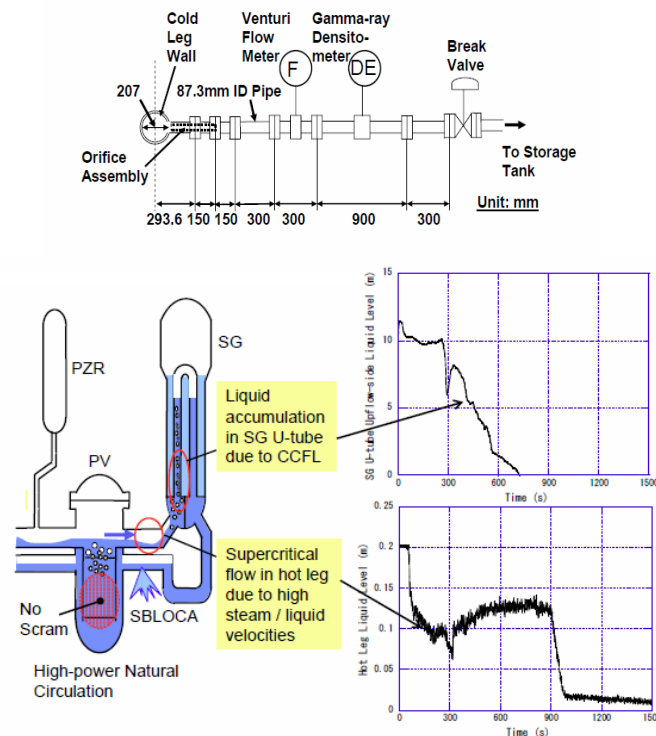 Cold
Leg
Wall
Venturi
Flow
Meter
Gamma-ray
Densito-
meter
Break
Valve
207
87.3mm ID Pipe
F
DE
Orifice
Assembly
To Storage
Tank
Unit: mm
293.6 150 150 300 300 900 300
PZR
SG
PV
Liquid
accumulation
in SG U-tube
due to CCFL
Supercritical
flow in hot leg
due to high
steam / liquid
velocities
No
Scram
SBLOCA
High-power Natural
Circulation
SG U-tube Upflow-side Liquid Level (m)
15
10
5
0
0 300 600 900 1200 1500
Time (s)
Hot Leg Liquid Level (m)
0.25
0.2
0.15
0.1
0.05
0
0 300 600 900 1200 1500
Time (s)